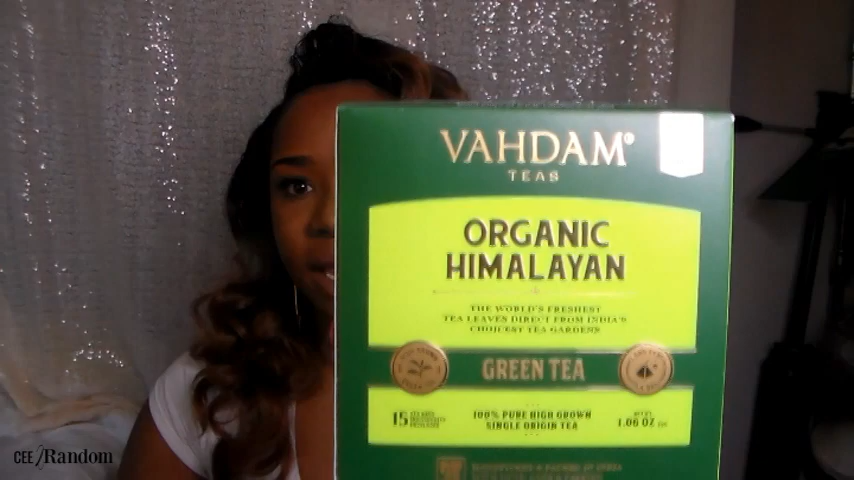 VAHDAM®
TEAS
ORGANIC
HIMALAYAN
THE WORLD'S FRESHEST
TEA LEAVES DIRECT FROM INDIA'S
CHOICEST TEA GARDENS
GREEN TEA
15
100% PURE HIGH GROWN
SINGLE ORIGIN TEA
1.06 OZ
CEE/Random